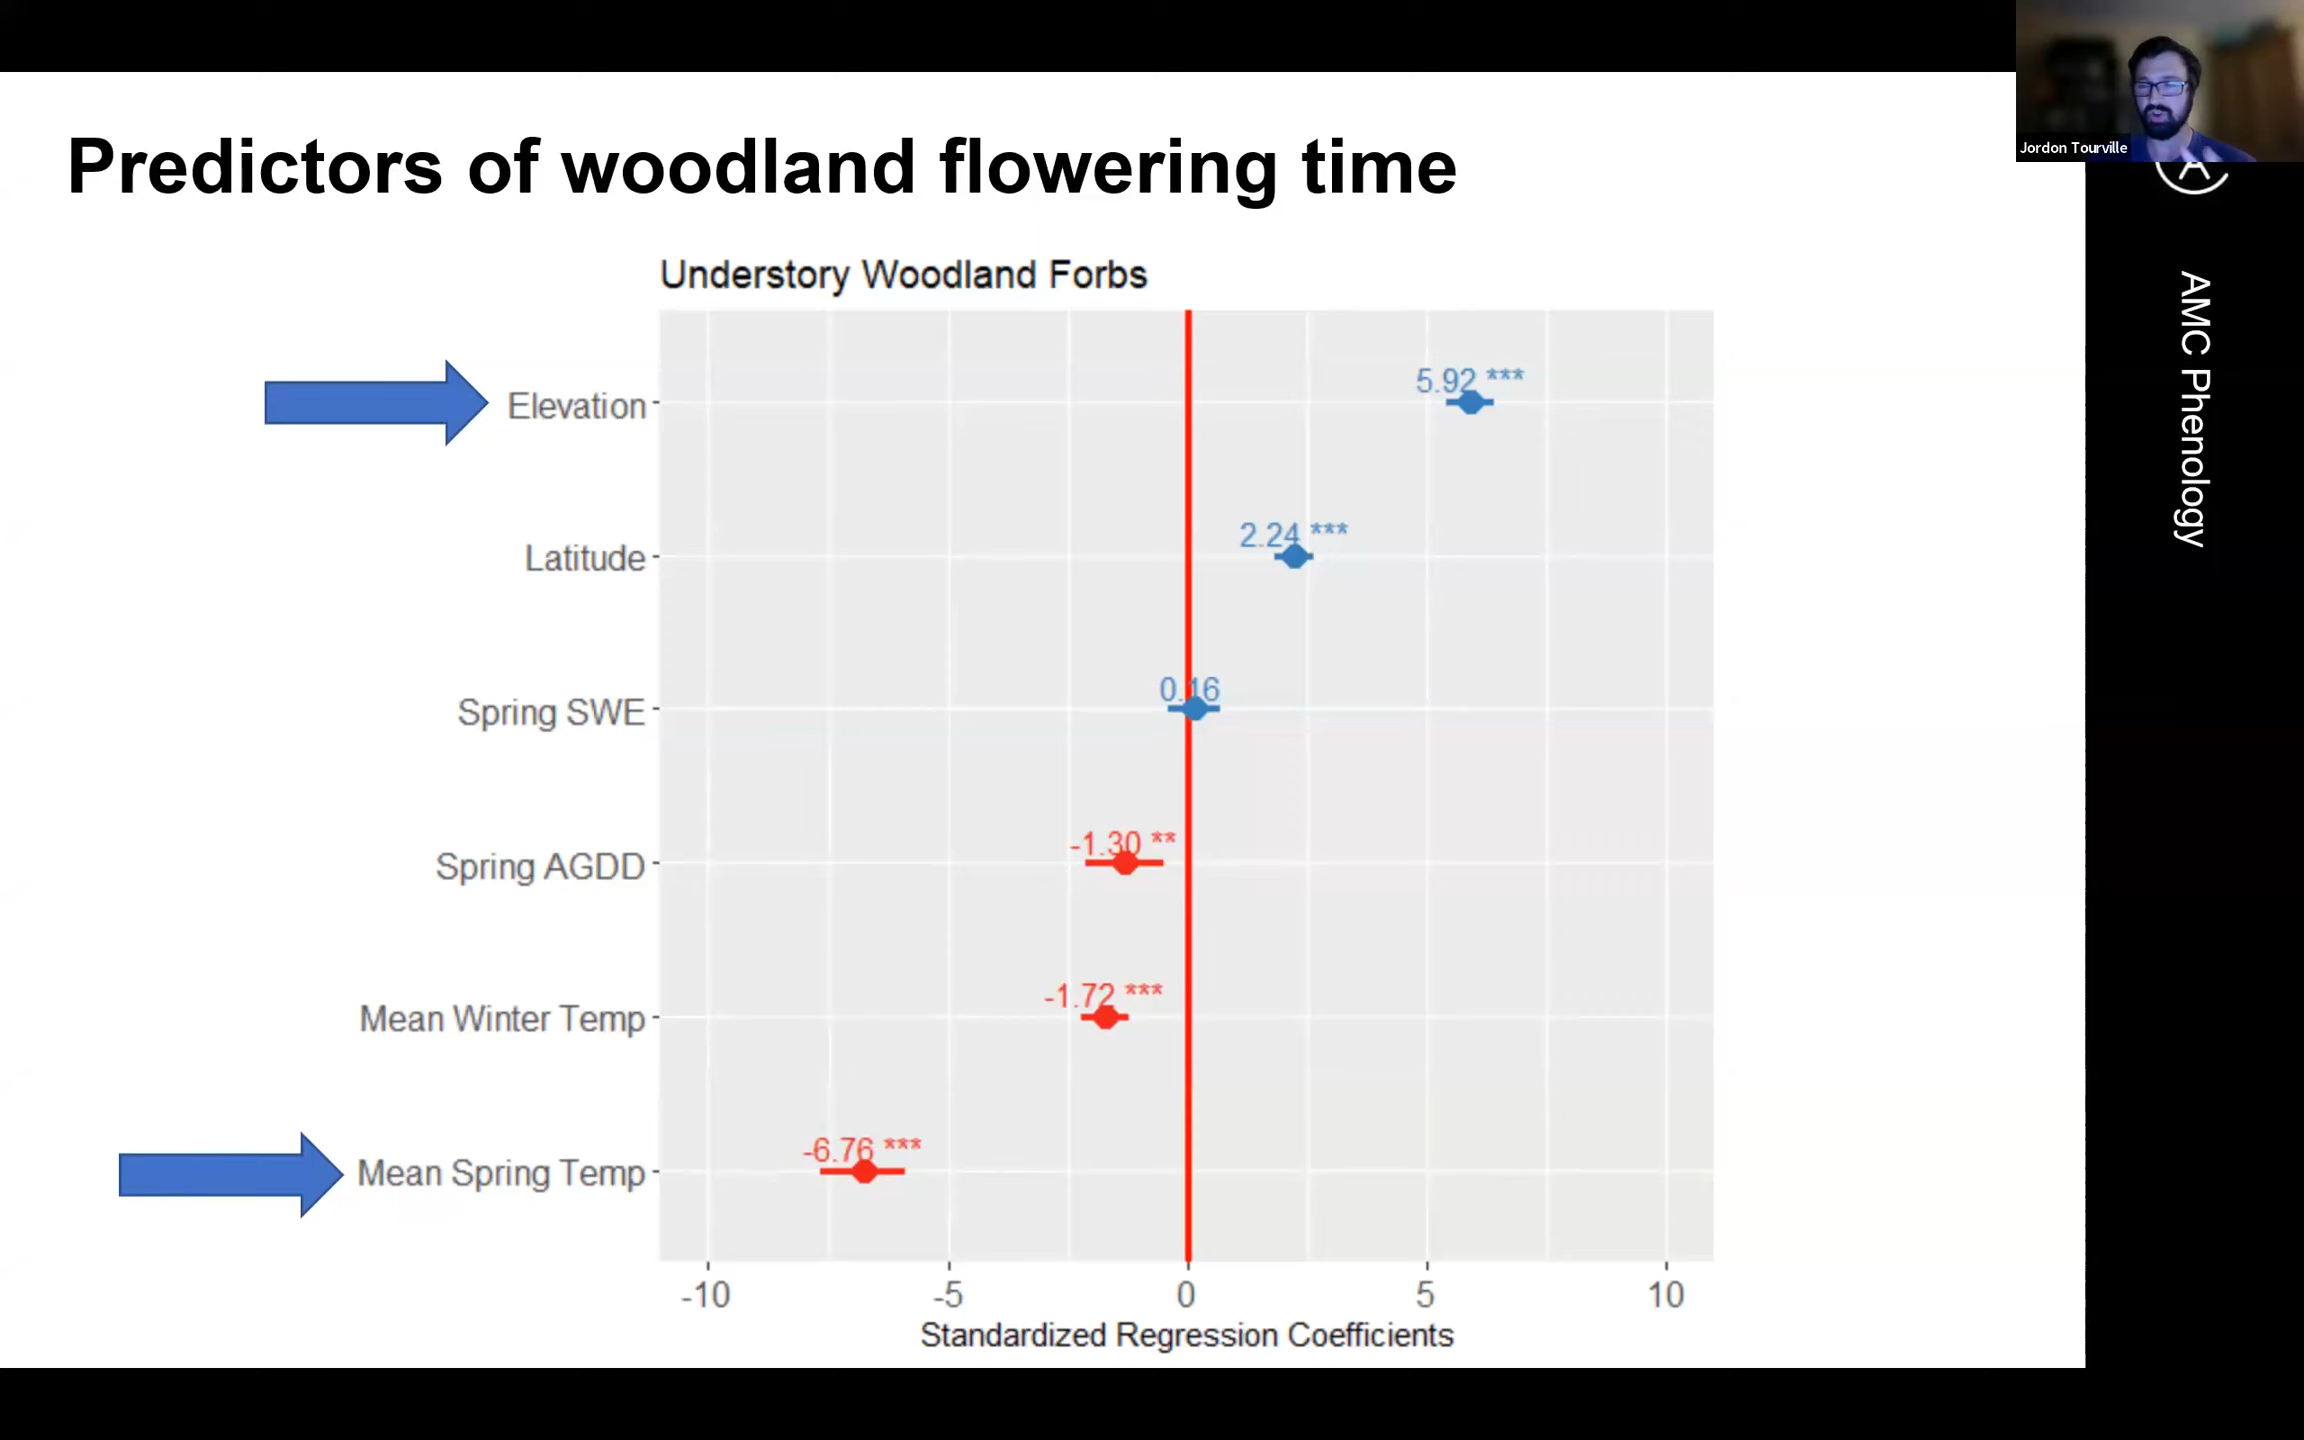 Jordon Tourville
Predictors of woodland flowering time
AMC Phenology
Understory Woodland Forbs
Elevation
5.92 ***
Latitude
2.24 ***
Spring SWE
0.16
Spring AGDD
-1.30 **
Mean Winter Temp
-1.72 ***
Mean Spring Temp
-6.76 ***
-10 -5 0 5 10
Standardized Regression Coefficients